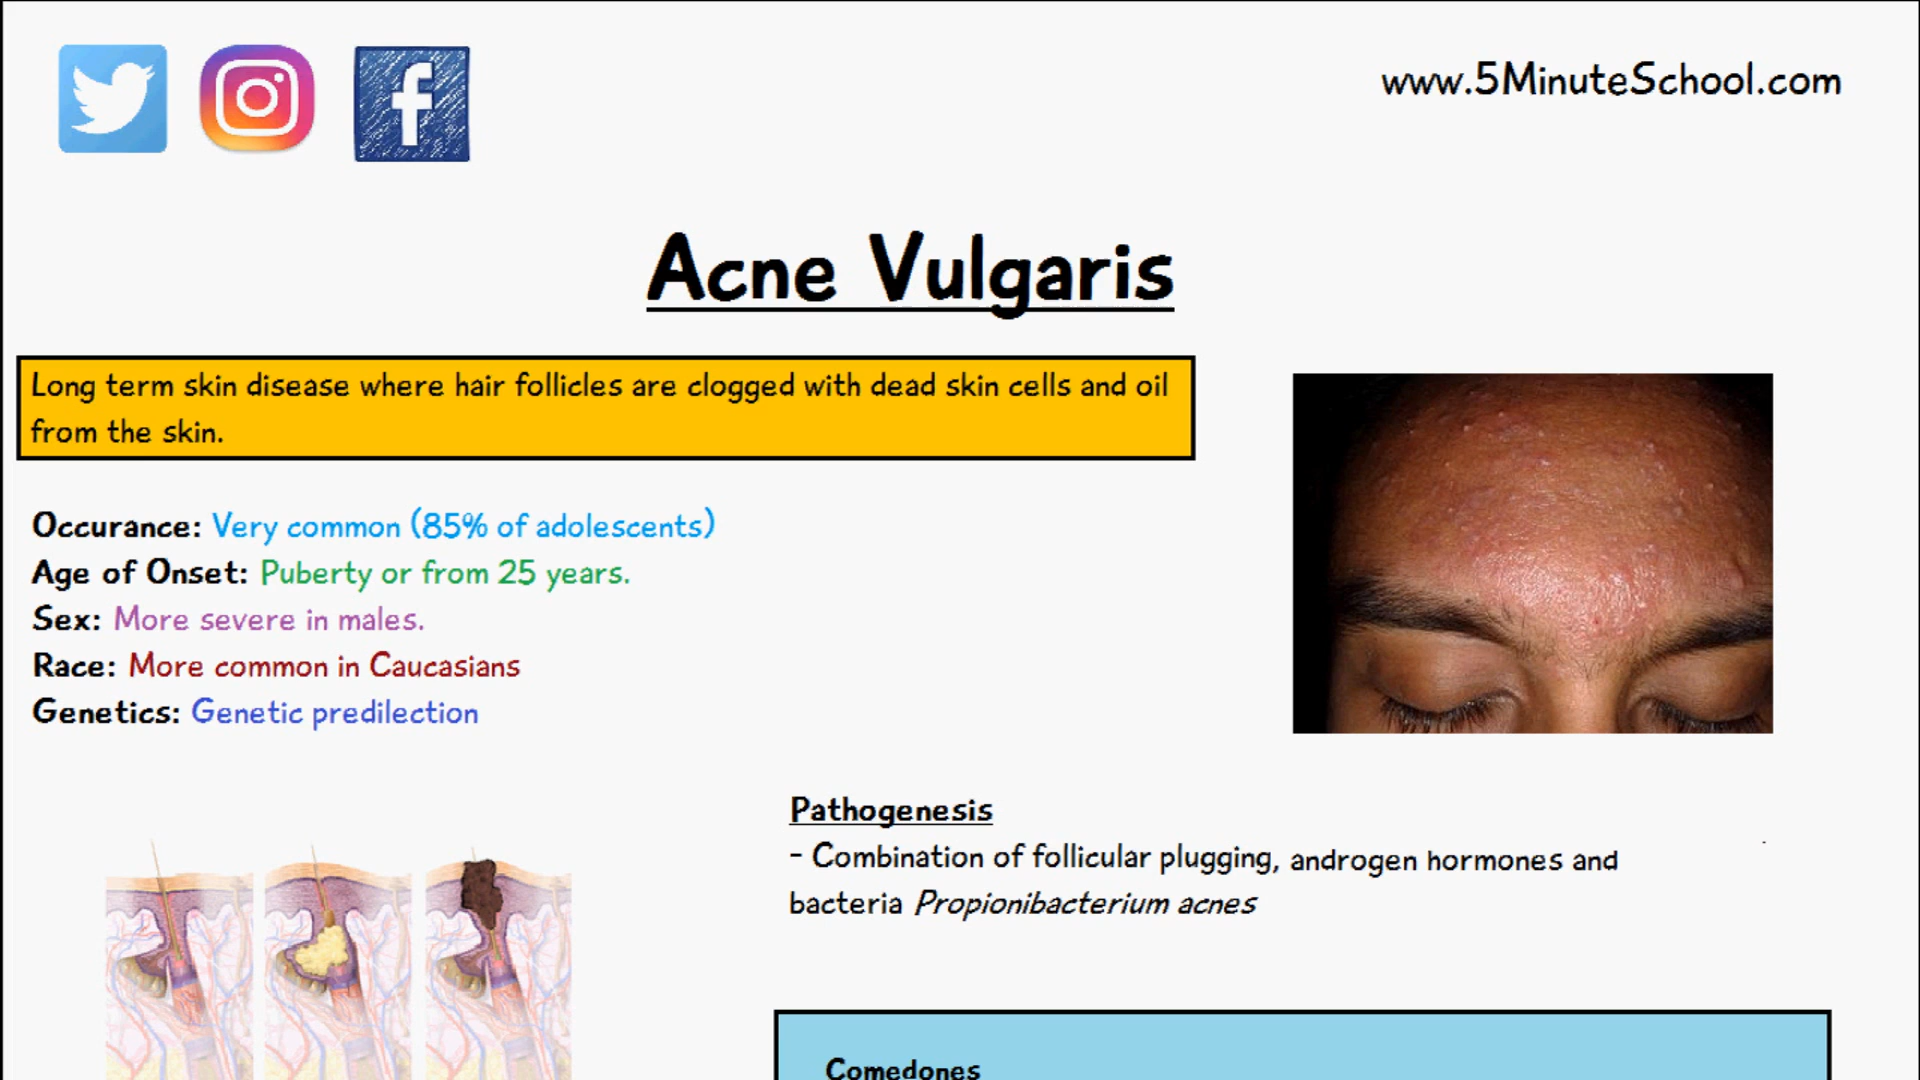 www.5MinuteSchool.com
Acne Vulgaris
Long term skin disease where hair follicles are clogged with dead skin cells and oil
from the skin.
Occurance: Very common (85% of adolescents)
Age of Onset: Puberty or from 25 years.
Sex: More severe in males.
Race: More common in Caucasians
Genetics: Genetic predilection
Pathogenesis
- Combination of follicular plugging, androgen hormones and
bacteria Propionibacterium acnes
Comedones